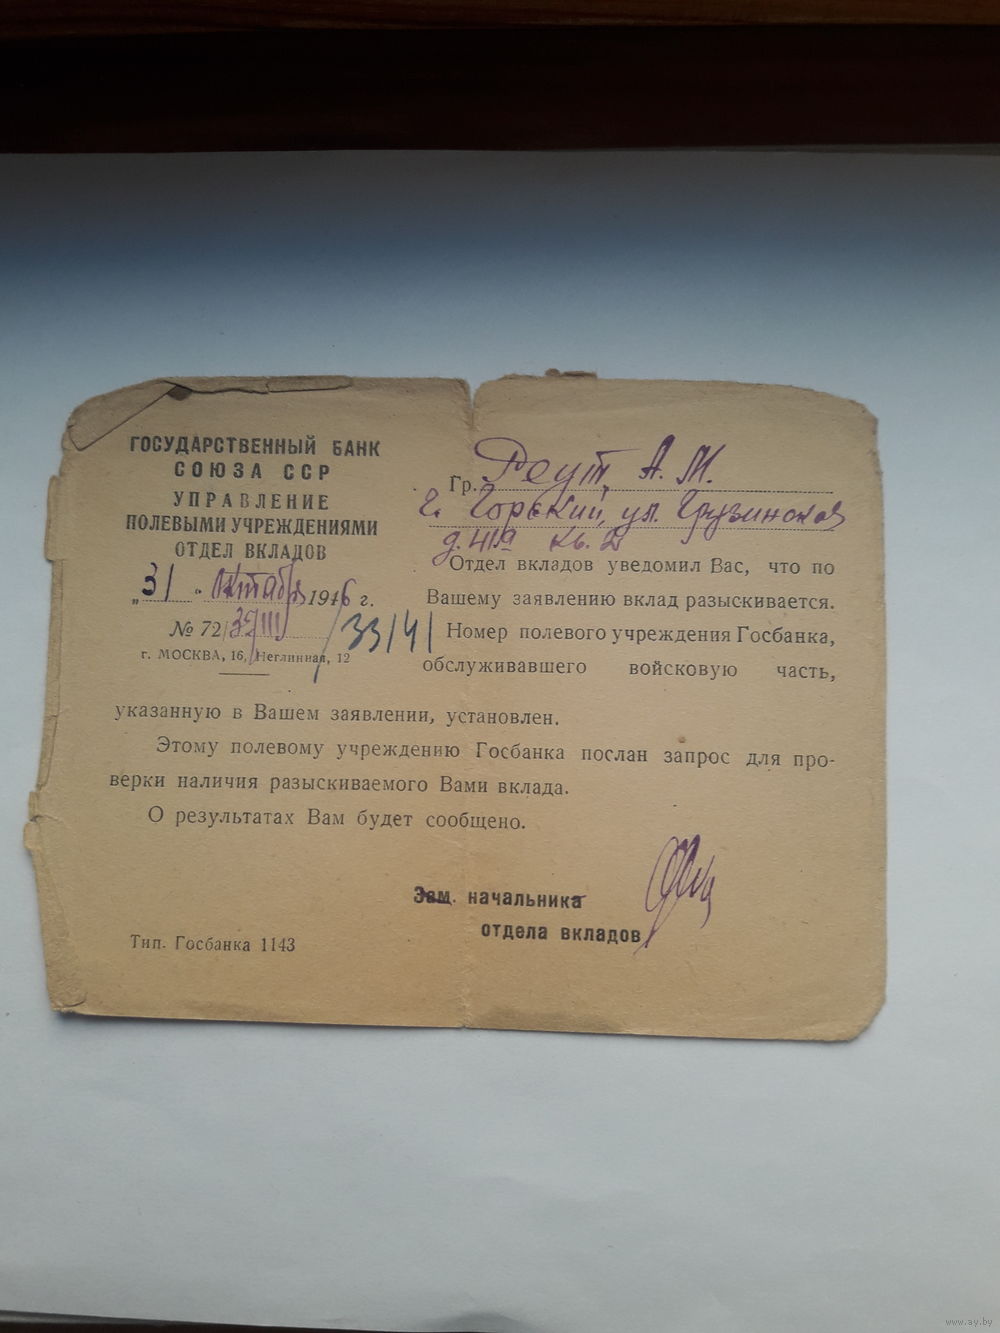 ГОСУДАРСТВЕННЫЙ БАНК
СОЮЗА ССР
УПРАВЛЕНИЕ
ПОЛЕВЫМИ УЧРЕЖДЕНИЯМИ
ОТДЕЛ ВКЛАДОВ
„31" октября 1946 г.
№ 72/ 33/41
г. МОСКВА, 16, Неглинная, 12
Гр. Реут, А. М.
г. Горький, ул. Грузинская
д. кв. 2
Отдел вкладов уведомил Вас, что по
Вашему заявлению вклад разыскивается.
Номер полевого учреждения Госбанка,
обслуживавшего войсковую часть,
указанную в Вашем заявлении, установлен.
Этому полевому учреждению Госбанка послан запрос для про-
верки наличия разыскиваемого Вами вклада.
О результатах Вам будет сообщено.
Зам. начальника
отдела вкладов
Тип. Госбанка 1143
www.ay.by